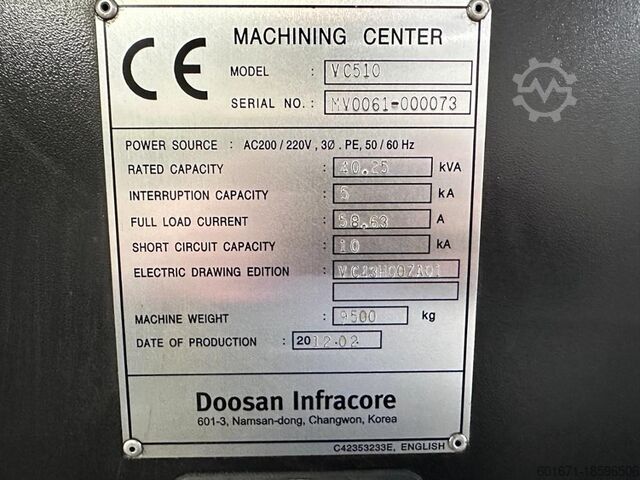 CE
MACHINING CENTER
MODEL : VC510
SERIAL NO. : MV0061-000073
POWER SOURCE : AC200 / 220V , 3Ø . PE, 50 / 60 Hz
RATED CAPACITY : 40.25 kVA
INTERRUPTION CAPACITY : 5 kA
FULL LOAD CURRENT : 58.63 A
SHORT CIRCUIT CAPACITY : 10 kA
ELECTRIC DRAWING EDITION :
MACHINE WEIGHT : 9500 kg
DATE OF PRODUCTION : 2012.02
Doosan Infracore
601-3, Namsan-dong, Changwon, Korea
C42353233E, ENGLISH
601671-18596506